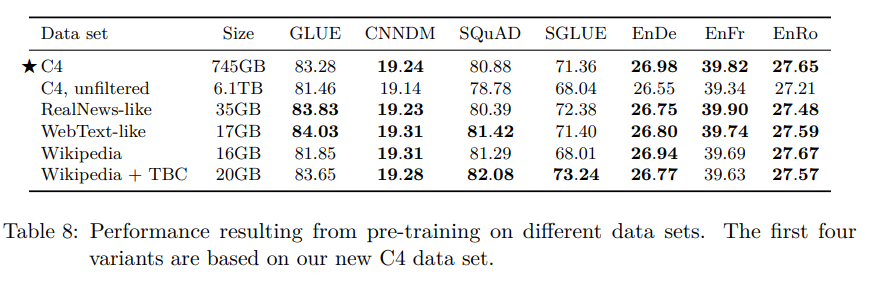 Data set Size GLUE CNNDM SQuAD SGLUE EnDe EnFr EnRo
★ C4 745GB 83.28 19.24 80.88 71.36 26.98 39.82 27.65
C4, unfiltered 6.1TB 81.46 19.14 78.78 68.04 26.55 39.34 27.21
RealNews-like 35GB 83.83 19.23 80.39 72.38 26.75 39.90 27.48
WebText-like 17GB 84.03 19.31 81.42 71.40 26.80 39.74 27.59
Wikipedia 16GB 81.85 19.31 81.29 68.01 26.94 39.69 27.67
Wikipedia + TBC 20GB 83.65 19.28 82.08 73.24 26.77 39.63 27.57
Table 8: Performance resulting from pre-training on different data sets. The first four
variants are based on our new C4 data set.